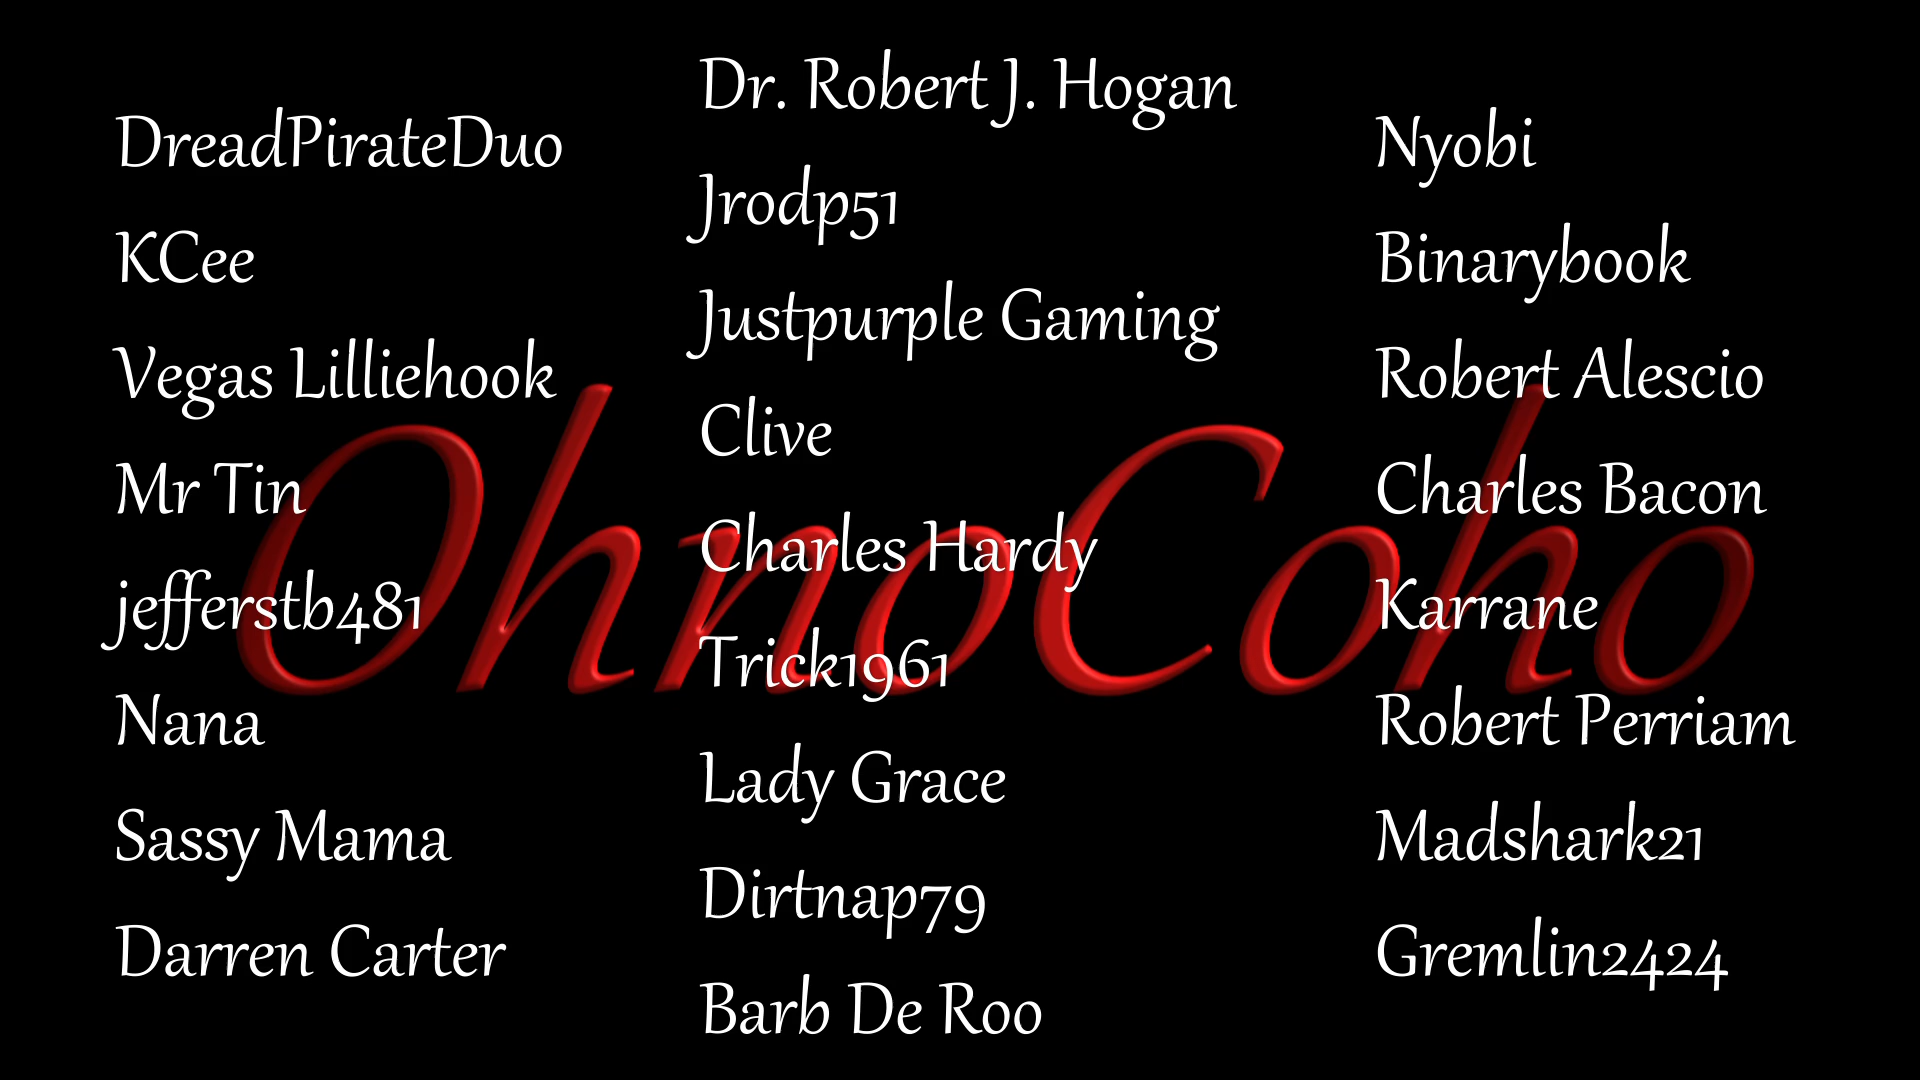 DreadPirateDuo
KCee
Vegas Lilliehook
Mr Tin
jefferstb481
Nana
Sassy Mama
Darren Carter
Dr. Robert J. Hogan
Jrodp51
Justpurple Gaming
Clive
Charles Hardy
Trick1961
Lady Grace
Dirtnap79
Barb De Roo
Nyobi
Binarybook
Robert Alescio
Charles Bacon
Karrane
Robert Perriam
Madshark21
Gremlin2424
OhnoCoho